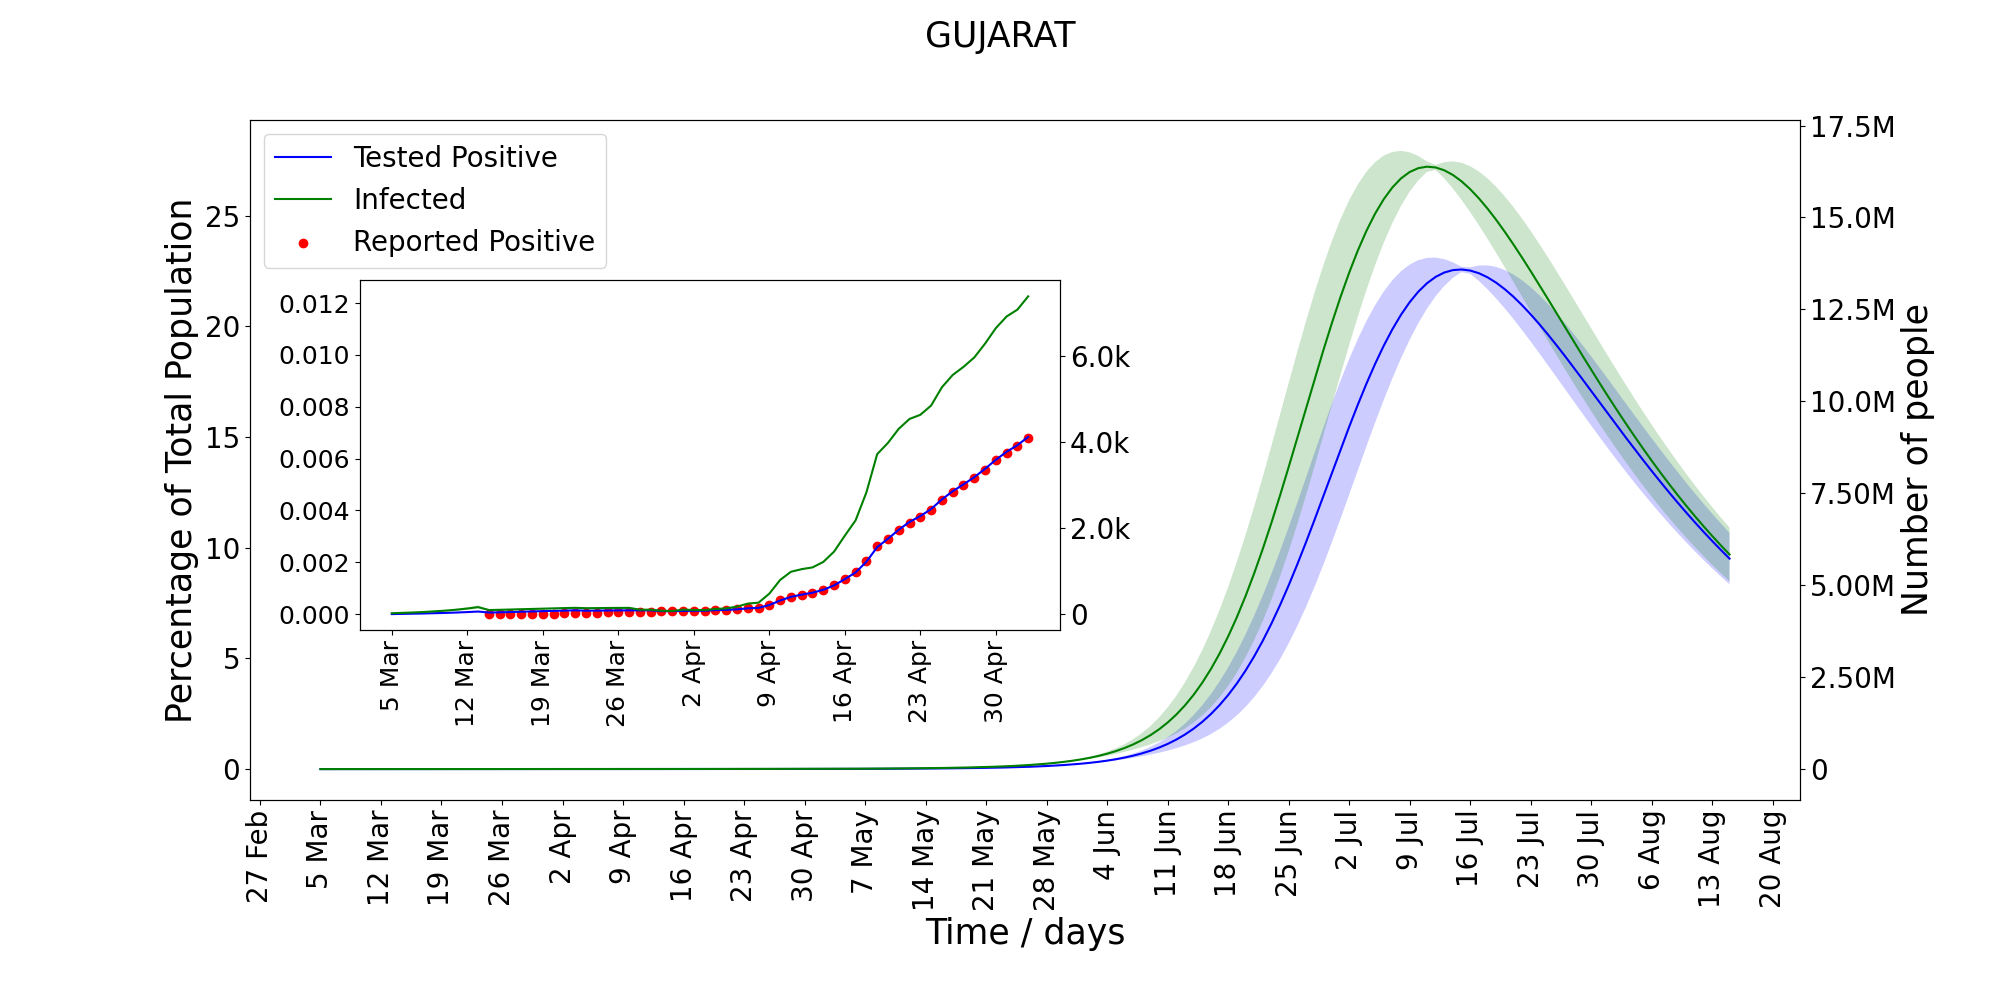 GUJARAT
Tested Positive
Infected
Reported Positive
Percentage of Total Population
25
20
15
10
5
0
17.5M
15.0M
12.5M
10.0M
7.50M
5.00M
2.50M
0
Number of people
0.012
0.010
0.008
0.006
0.004
0.002
0.000
6.0k
4.0k
2.0k
0
5 Mar
12 Mar
19 Mar
26 Mar
2 Apr
9 Apr
16 Apr
23 Apr
30 Apr
27 Feb
5 Mar
12 Mar
19 Mar
26 Mar
2 Apr
9 Apr
16 Apr
23 Apr
30 Apr
7 May
14 May
21 May
28 May
4 Jun
11 Jun
18 Jun
25 Jun
2 Jul
9 Jul
16 Jul
23 Jul
30 Jul
6 Aug
13 Aug
20 Aug
Time / days